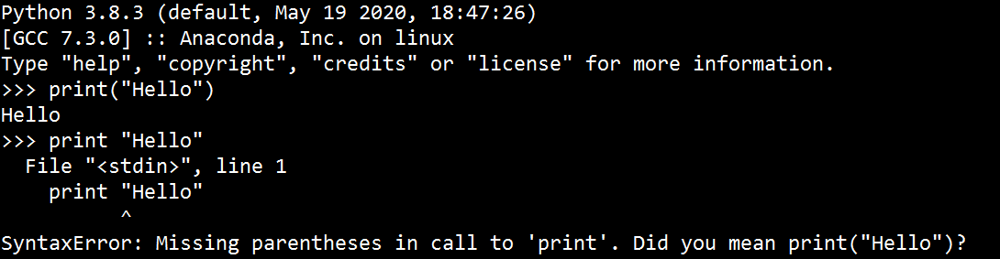 Python 3.8.3 (default, May 19 2020, 18:47:26)
[GCC 7.3.0] :: Anaconda, Inc. on linux
Type "help", "copyright", "credits" or "license" for more information.
>>> print("Hello")
Hello
>>> print "Hello"
  File "<stdin>", line 1
    print "Hello"
          ^
SyntaxError: Missing parentheses in call to 'print'. Did you mean print("Hello")?